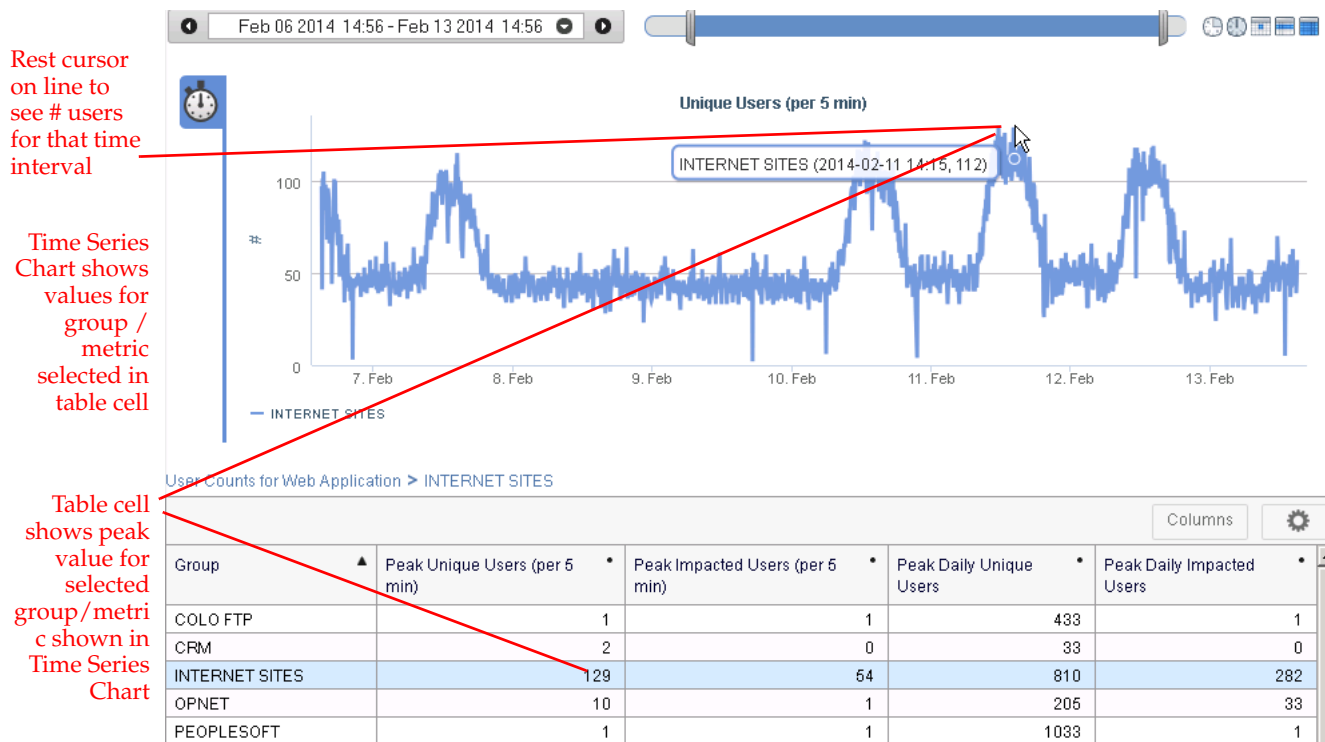 Feb 06 2014 14:56 - Feb 13 2014 14:56
Rest cursor
on line to
see # users
for that time
interval
Unique Users (per 5 min)
INTERNET SITES (2014-02-11 14:15, 112)
100
#
50
0
7. Feb 8. Feb 9. Feb 10. Feb 11. Feb 12. Feb 13. Feb
INTERNET SITES
Time Series
Chart shows
values for
group /
metric
selected in
table cell
User Counts for Web Application > INTERNET SITES
Table cell
shows peak
value for
selected
group/metri
c shown in
Time Series
Chart
Columns
Group Peak Unique Users (per 5 Peak Impacted Users (per 5 Peak Daily Unique Peak Daily Impacted
min) min) Users Users
COLO FTP 1 1 433 1
CRM 2 0 33 0
INTERNET SITES 129 54 810 282
OPNET 10 1 205 33
PEOPLESOFT 1 1 1033 1